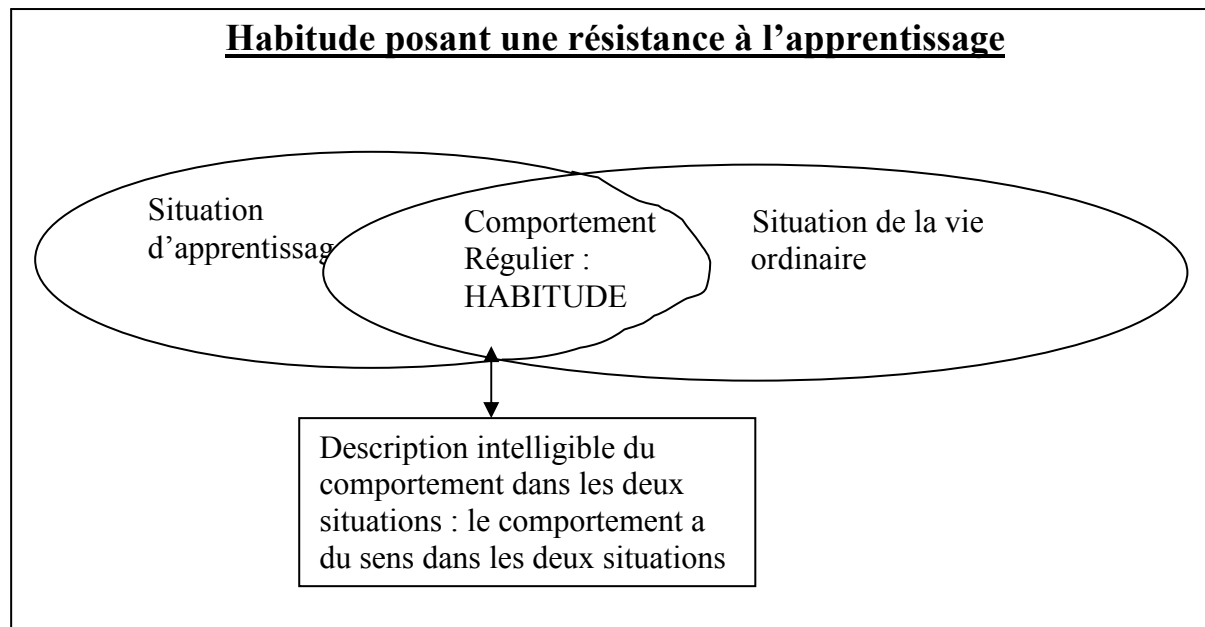 Habitude posant une résistance à l’apprentissage
Situation
d’apprentissag
Comportement
Régulier :
HABITUDE
Situation de la vie
ordinaire
Description intelligible du
comportement dans les deux
situations : le comportement a
du sens dans les deux situations